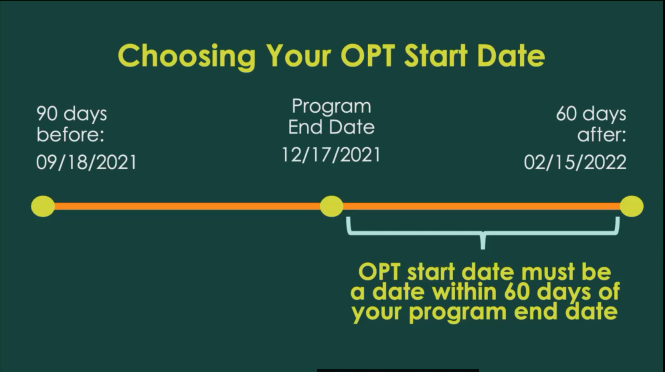 Choosing Your OPT Start Date
90 days
before:
09/18/2021
Program
End Date
12/17/2021
60 days
after:
02/15/2022
OPT start date must be
a date within 60 days of
your program end date